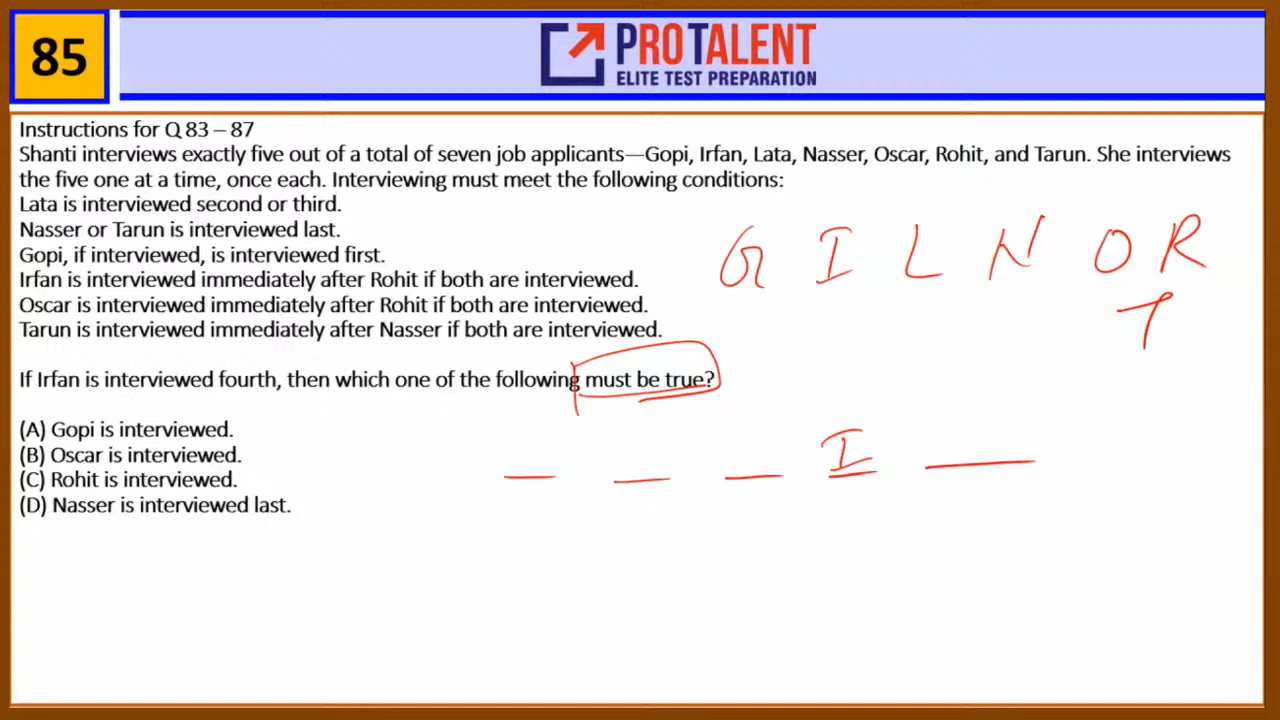 85
PROTALENT
ELITE TEST PREPARATION
Instructions for Q 83 – 87
Shanti interviews exactly five out of a total of seven job applicants—Gopi, Irfan, Lata, Nasser, Oscar, Rohit, and Tarun. She interviews
the five one at a time, once each. Interviewing must meet the following conditions:
Lata is interviewed second or third.
Nasser or Tarun is interviewed last.
Gopi, if interviewed, is interviewed first.
Irfan is interviewed immediately after Rohit if both are interviewed.
Oscar is interviewed immediately after Rohit if both are interviewed.
Tarun is interviewed immediately after Nasser if both are interviewed.
G I L N O R
T
If Irfan is interviewed fourth, then which one of the following must be true?
(A) Gopi is interviewed.
(B) Oscar is interviewed.
(C) Rohit is interviewed.
(D) Nasser is interviewed last.
_ _ _ I _